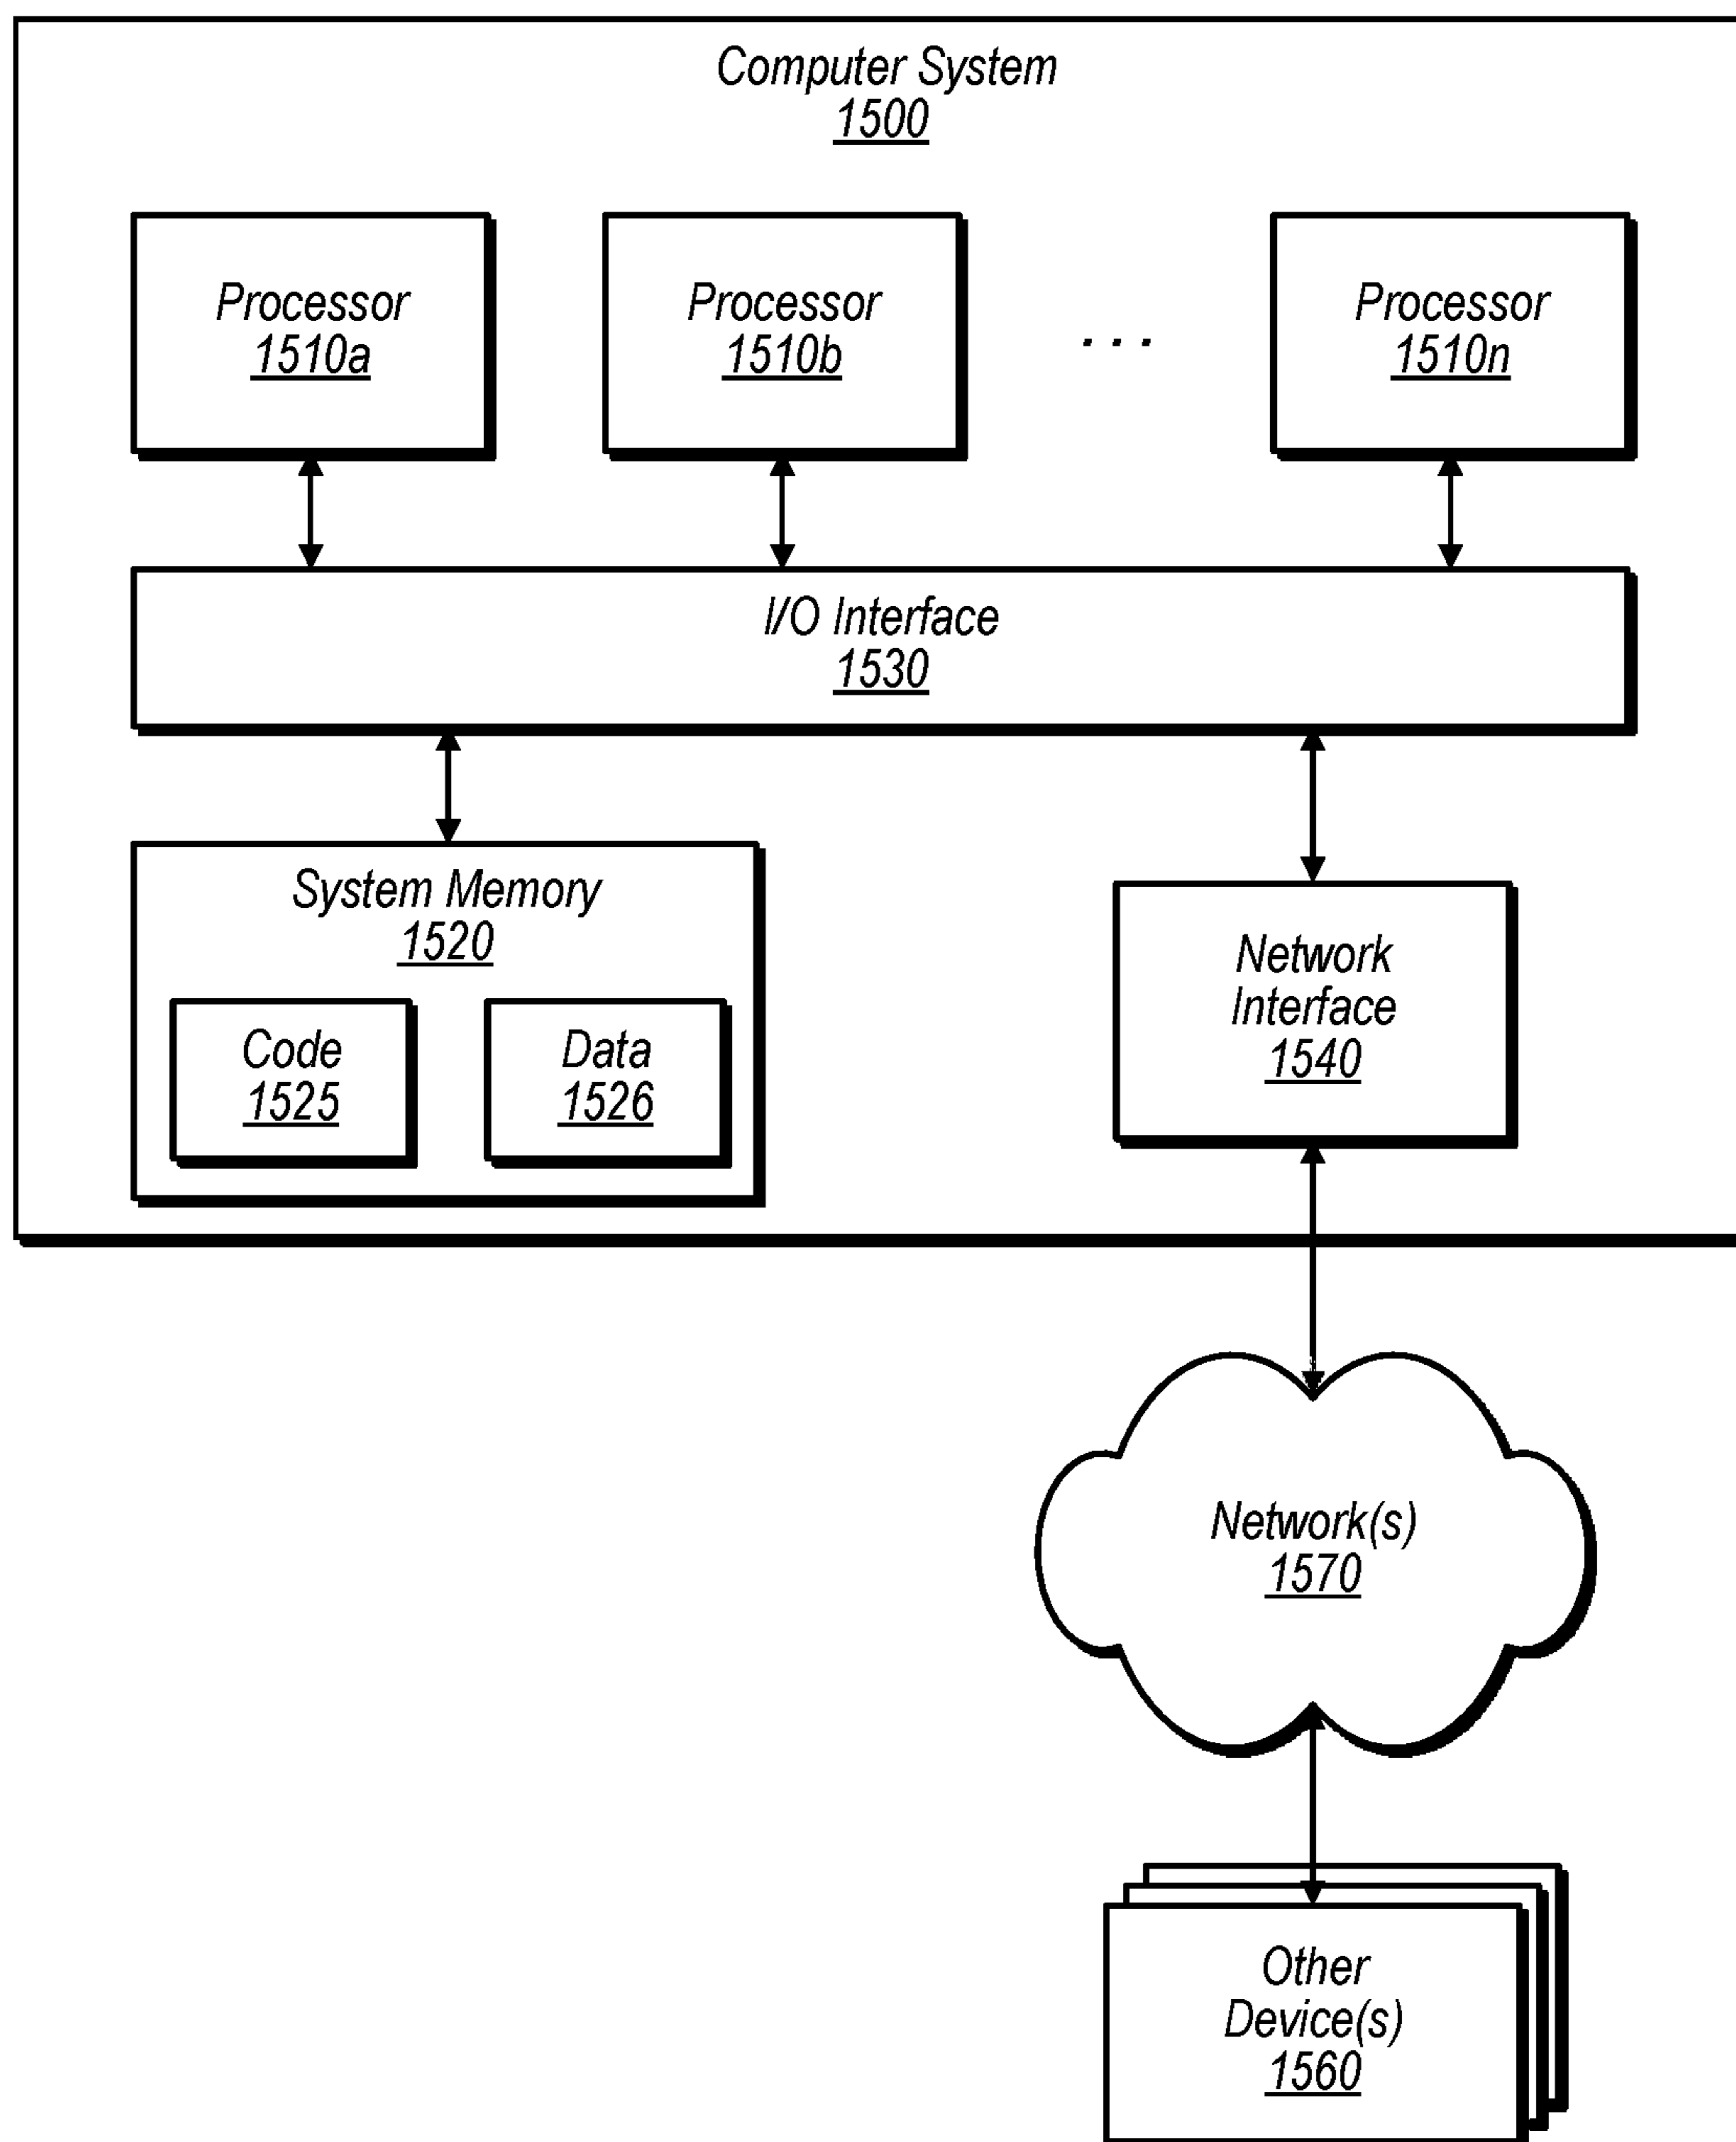 Computer System
1500
Processor
1510a
Processor
1510b
. . .
Processor
1510n
I/O Interface
1530
System Memory
1520
Code
1525
Data
1526
Network
Interface
1540
Network(s)
1570
Other
Device(s)
1560